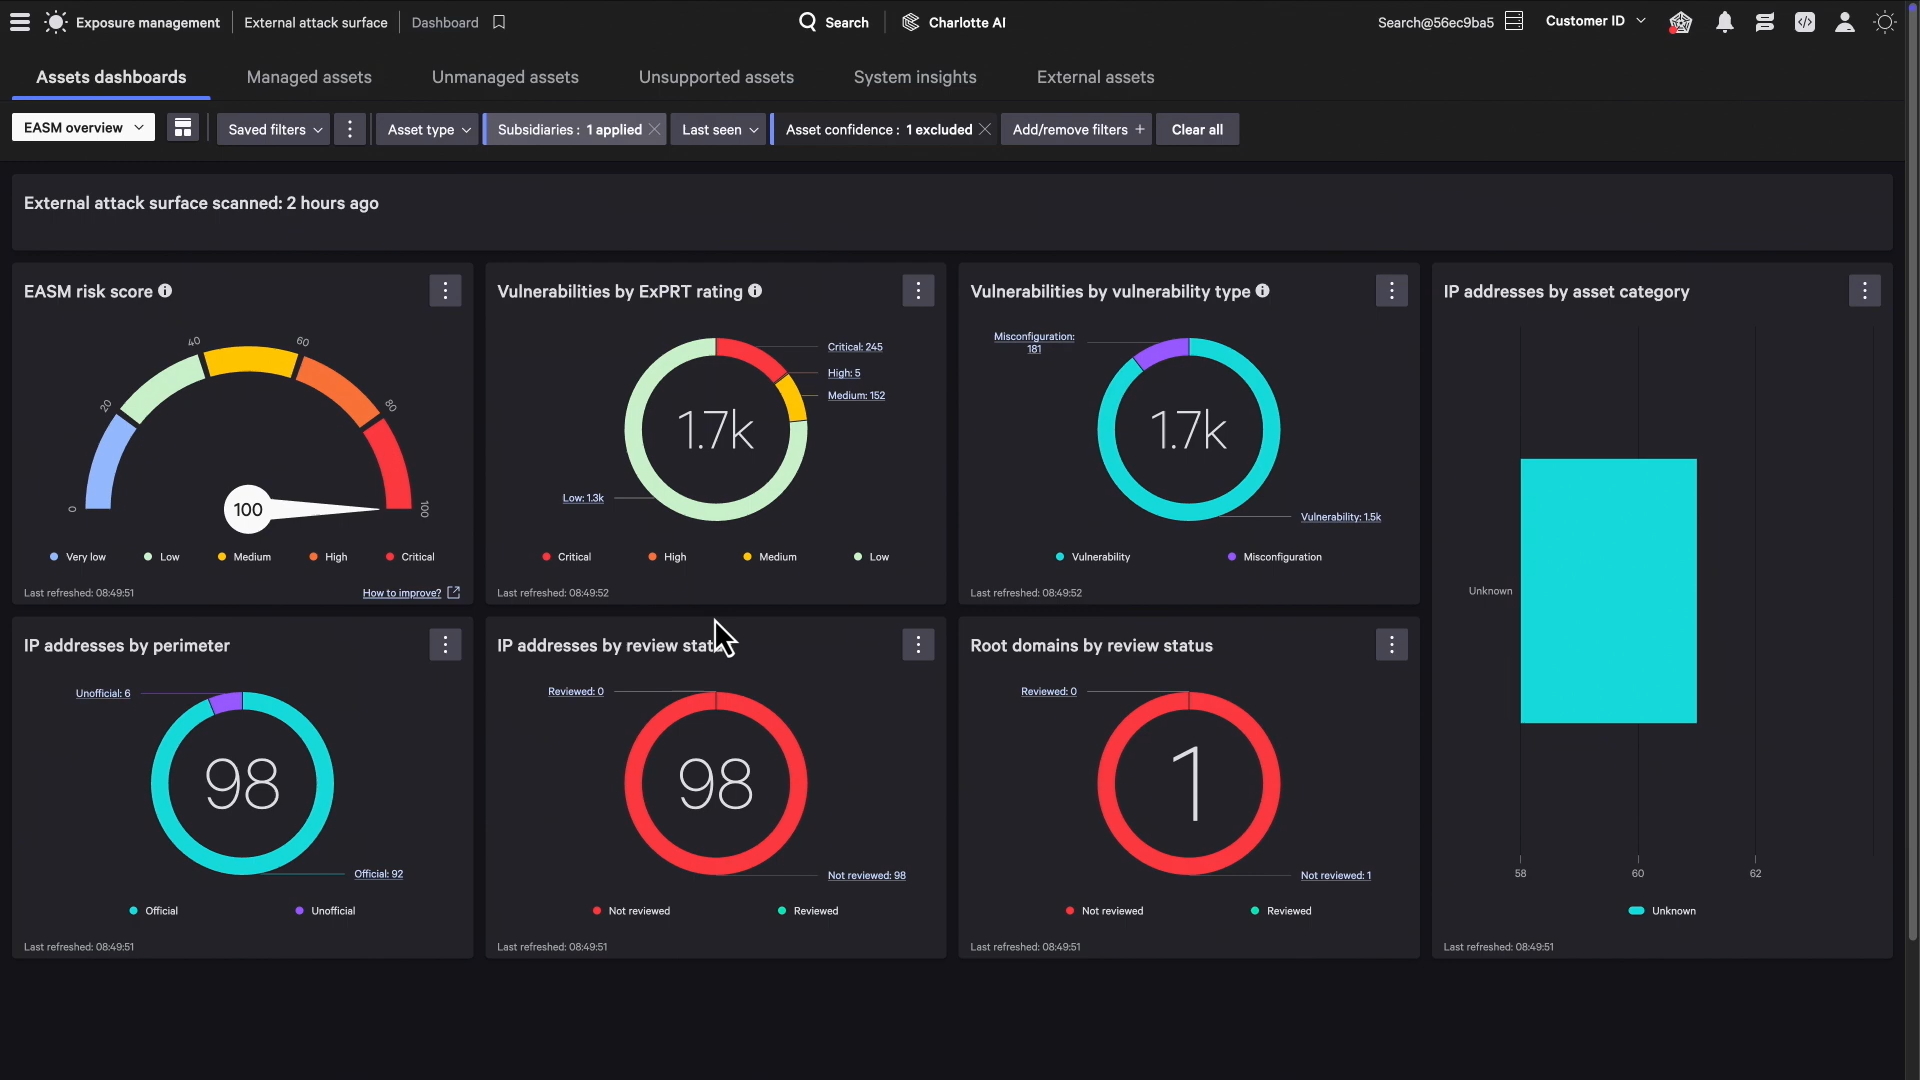 Exposure management
External attack surface
Dashboard
Search
Charlotte AI
Search@56ec9ba5
Customer ID
Assets dashboards
Managed assets
Unmanaged assets
Unsupported assets
System insights
External assets
EASM overview
Saved filters
Asset type
Subsidiaries : 1 applied
Last seen
Asset confidence : 1 excluded
Add/remove filters +
Clear all
External attack surface scanned: 2 hours ago
EASM risk score
0
20
40
60
80
100
100
Very low
Low
Medium
High
Critical
Last refreshed: 08:49:51
How to improve?
Vulnerabilities by ExPRT rating
Critical: 245
High: 5
Medium: 152
1.7k
Low: 1.3k
Critical
High
Medium
Low
Last refreshed: 08:49:52
Vulnerabilities by vulnerability type
Misconfiguration:
181
1.7k
Vulnerability: 1.5k
Vulnerability
Misconfiguration
Last refreshed: 08:49:52
IP addresses by asset category
Unknown
58
60
62
Unknown
Last refreshed: 08:49:51
IP addresses by perimeter
Unofficial: 6
98
Official: 92
Official
Unofficial
Last refreshed: 08:49:51
IP addresses by review
Reviewed: 0
98
Not reviewed: 98
Not reviewed
Reviewed
Last refreshed: 08:49:51
Root domains by review status
Reviewed: 0
1
Not reviewed: 1
Not reviewed
Reviewed
Last refreshed: 08:49:51